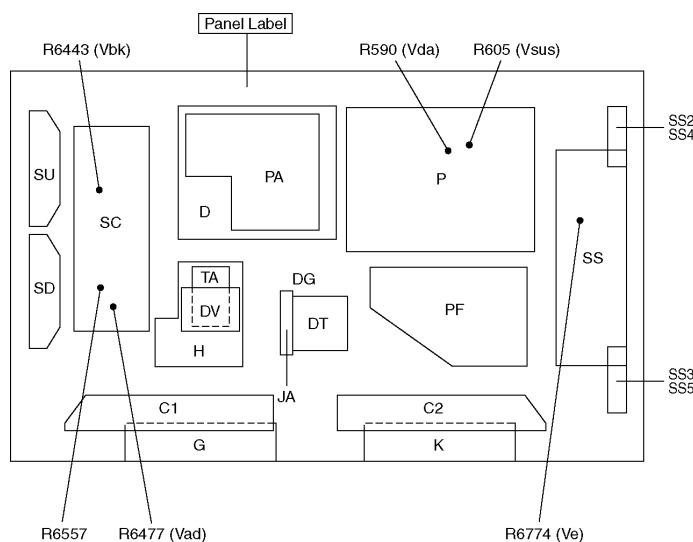 Panel Label
R6443 (Vbk)
R590 (Vda)
R605 (Vsus)
SS2
SS4
SU
SC
PA
D
P
SS
SD
TA
DV
H
DG
DT
PF
JA
SS3
SS5
C1
C2
G
K
R6557
R6477 (Vad)
R6774 (Ve)